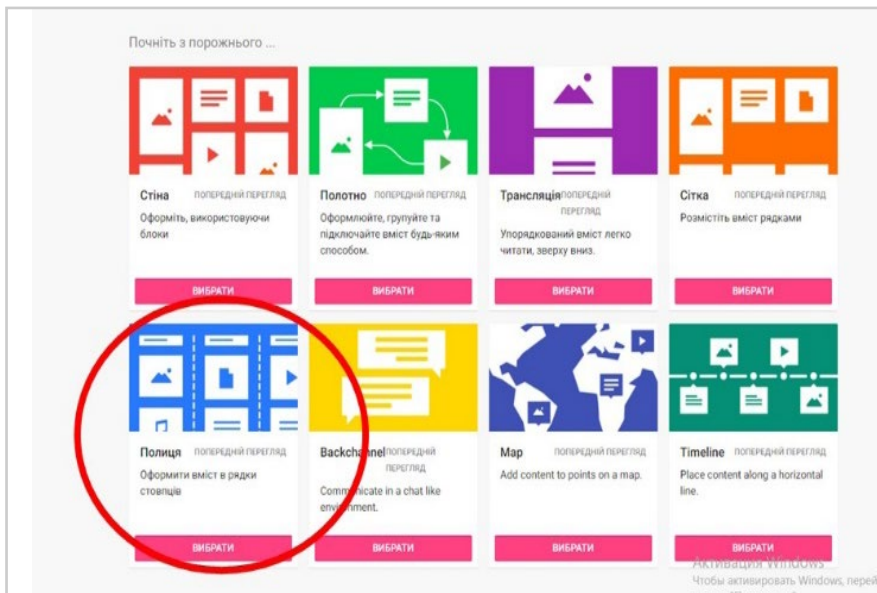 Почніть з порожнього ...
Стіна ПОПЕРЕДНІЙ ПЕРЕГЛЯД
Оформіть, використовуючи
блоки
ВИБРАТИ
Полотно ПОПЕРЕДНІЙ ПЕРЕГЛЯД
Оформлюйте, групуйте та
підключайте вміст будь-яким
способом.
ВИБРАТИ
Трансляція ПОПЕРЕДНІЙ
ПЕРЕГЛЯД
Упорядкований вміст легко
читати, зверху вниз.
ВИБРАТИ
Сітка ПОПЕРЕДНІЙ ПЕРЕГЛЯД
Розмістіть вміст рядками
ВИБРАТИ
Полиця ПОПЕРЕДНІЙ ПЕРЕГЛЯД
Оформити вміст в рядки
стовпців
ВИБРАТИ
Backchannel ПОПЕРЕДНІЙ
ПЕРЕГЛЯД
Communicate in a chat like
environment.
ВИБРАТИ
Map ПОПЕРЕДНІЙ ПЕРЕГЛЯД
Add content to points on a map.
ВИБРАТИ
Timeline ПОПЕРЕДНІЙ ПЕРЕГЛЯД
Place content along a horizontal
line.
ВИБРАТИ
Активация Windows
Чтобы активировать Windows, перей